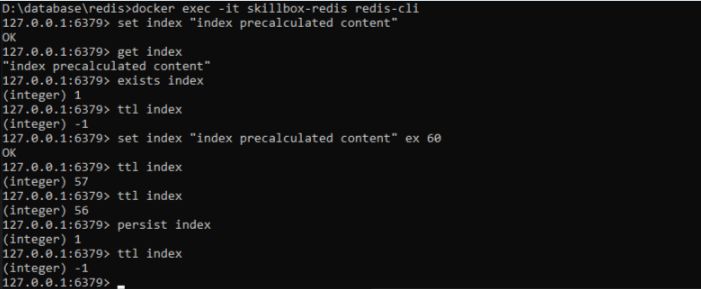 D:\database\redis>docker exec -it skillbox-redis redis-cli
127.0.0.1:6379> set index "index precalculated content"
OK
127.0.0.1:6379> get index
"index precalculated content"
127.0.0.1:6379> exists index
(integer) 1
127.0.0.1:6379> ttl index
(integer) -1
127.0.0.1:6379> set index "index precalculated content" ex 60
OK
127.0.0.1:6379> ttl index
(integer) 57
127.0.0.1:6379> ttl index
(integer) 56
127.0.0.1:6379> persist index
(integer) 1
127.0.0.1:6379> ttl index
(integer) -1
127.0.0.1:6379>